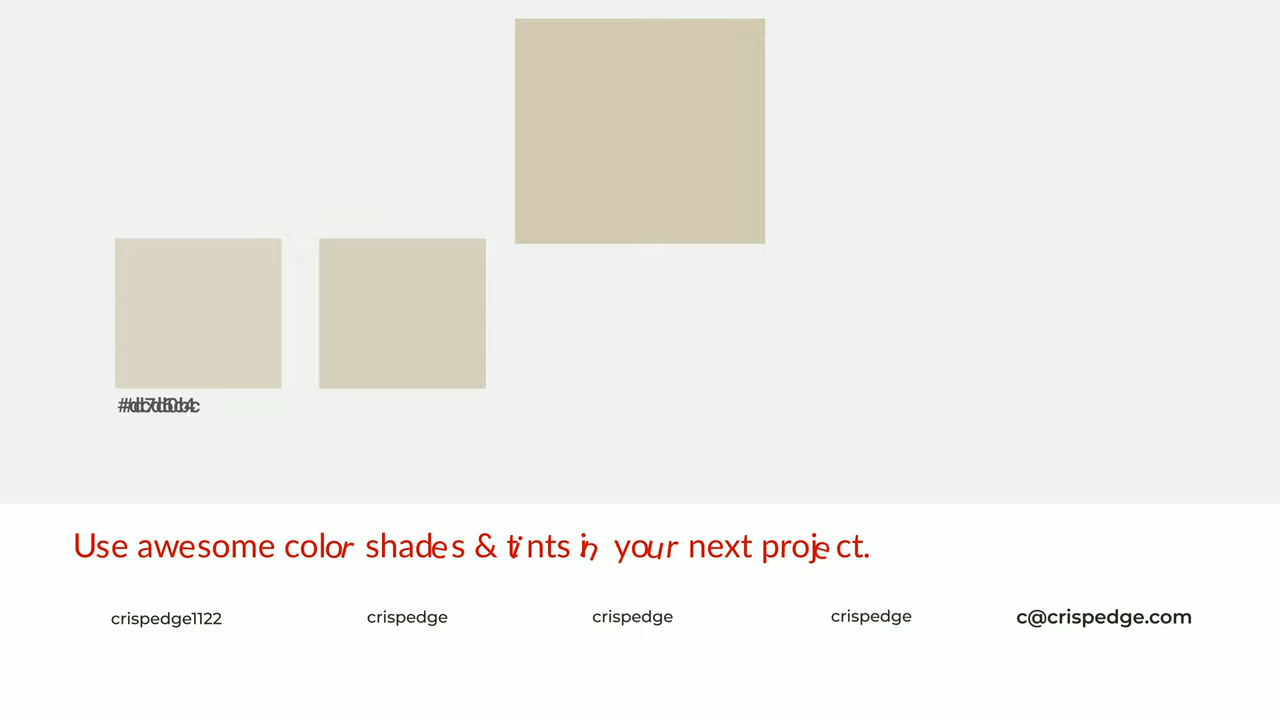 Use awesome color shades & tints in your next project.
crispedge1122 crispedge crispedge crispedge c@crispedge.com